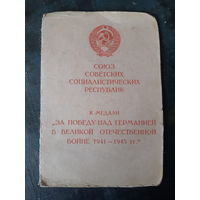 СОЮЗ
СОВЕТСКИХ
СОЦИАЛИСТИЧЕСКИХ
РЕСПУБЛИК
К МЕДАЛИ
„ЗА ПОБЕДУ НАД ГЕРМАНИЕЙ
В ВЕЛИКОЙ ОТЕЧЕСТВЕННОЙ
ВОЙНЕ 1941—1945 гг."